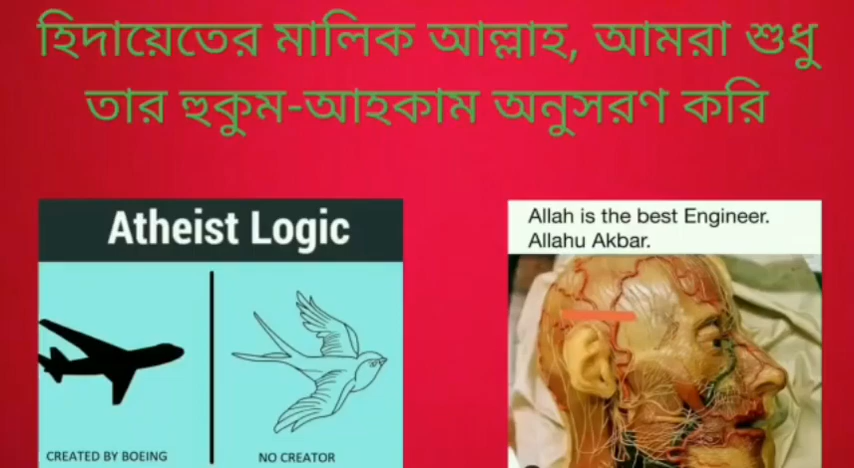 হিদায়েতের মালিক আল্লাহ, আমরা শুধু
তার হুকুম-আহকাম অনুসরণ করি
Atheist Logic
CREATED BY BOEING
NO CREATOR
Allah is the best Engineer.
Allahu Akbar.